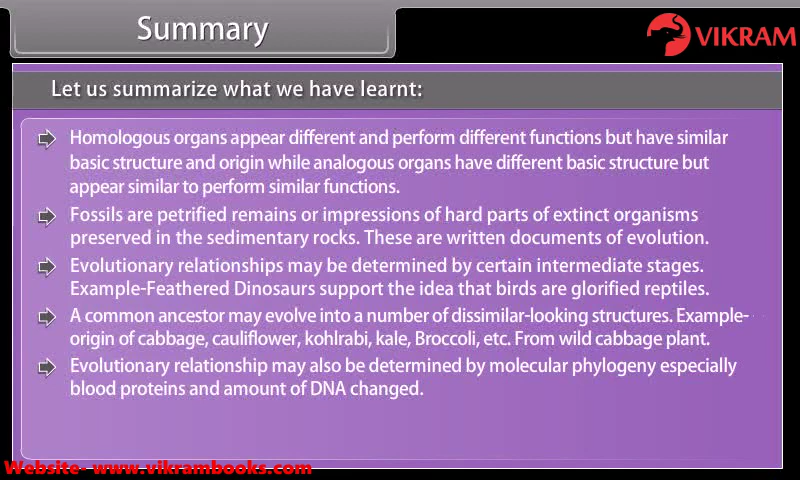 Summary
VIKRAM
Let us summarize what we have learnt:
Homologous organs appear different and perform different functions but have similar
basic structure and origin while analogous organs have different basic structure but
appear similar to perform similar functions.
Fossils are petrified remains or impressions of hard parts of extinct organisms
preserved in the sedimentary rocks. These are written documents of evolution.
Evolutionary relationships may be determined by certain intermediate stages.
Example-Feathered Dinosaurs support the idea that birds are glorified reptiles.
A common ancestor may evolve into a number of dissimilar-looking structures. Example-
origin of cabbage, cauliflower, kohlrabi, kale, Broccoli, etc. From wild cabbage plant.
Evolutionary relationship may also be determined by molecular phylogeny especially
blood proteins and amount of DNA changed.
Website- www.vikrambooks.com